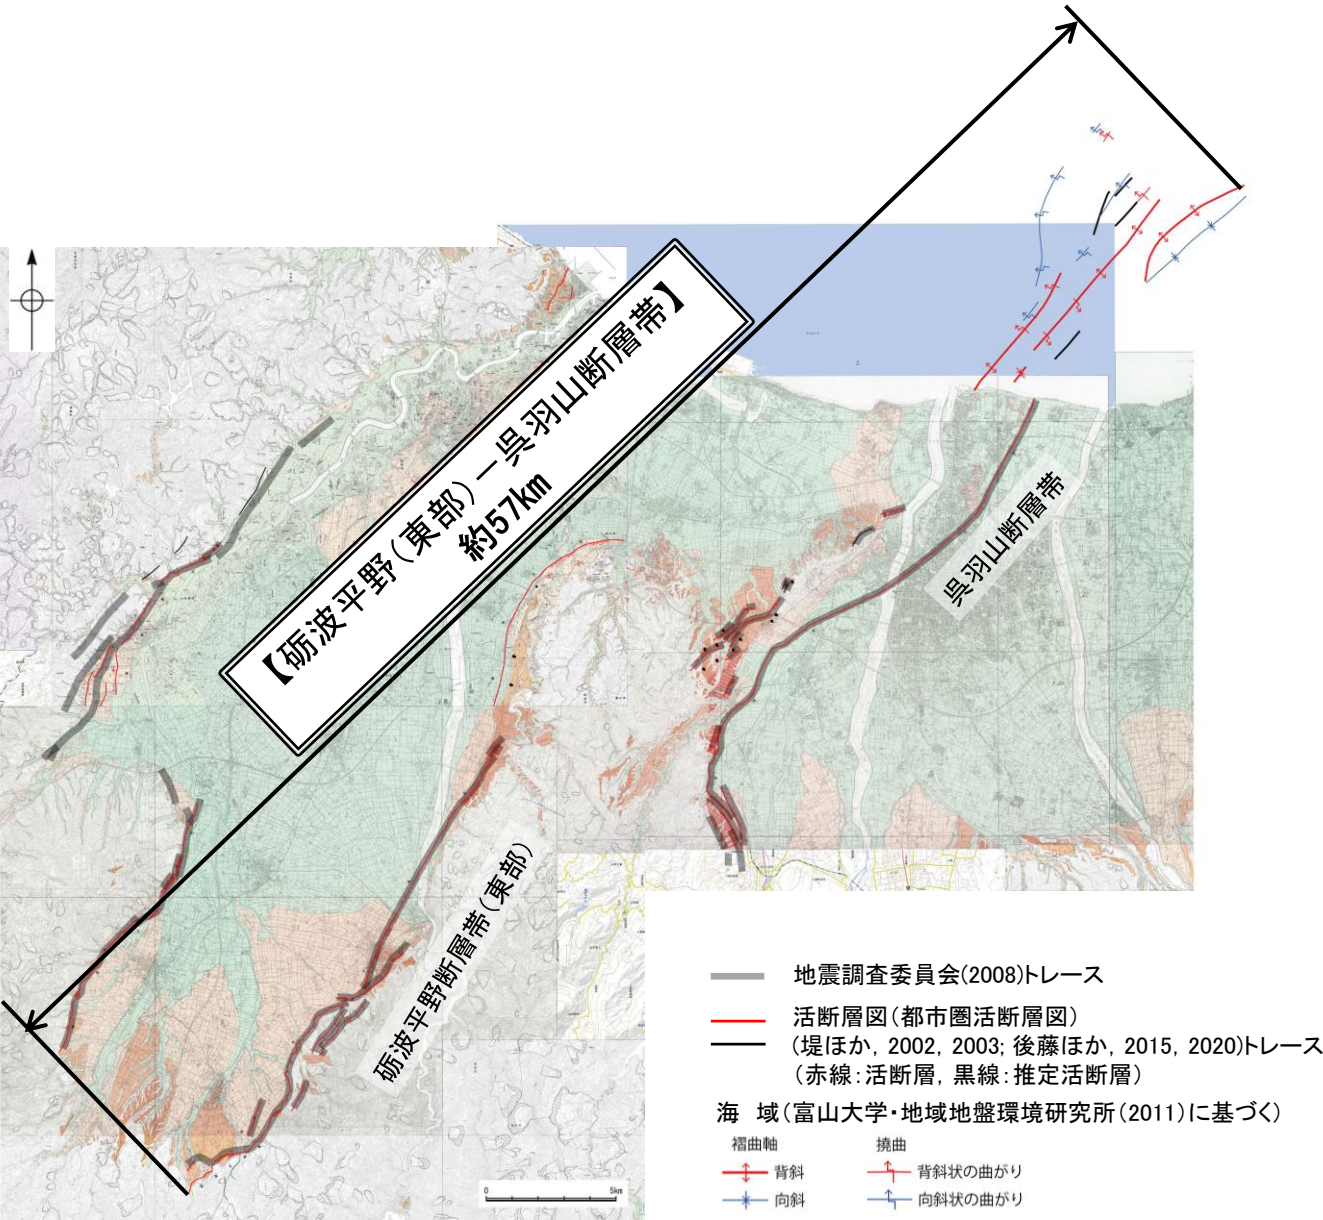 【砺波平野(東部)－呉羽山断層帯】
約57km
呉羽山断層帯
砺波平野断層帯(東部)
地震調査委員会(2008)トレース
活断層図(都市圏活断層図)
(堤ほか, 2002, 2003; 後藤ほか, 2015, 2020)トレース
(赤線:活断層, 黒線:推定活断層)
海　域(富山大学・地域地盤環境研究所(2011)に基づく)
褶曲軸
撓曲
背斜
背斜状の曲がり
向斜
向斜状の曲がり
0
5km